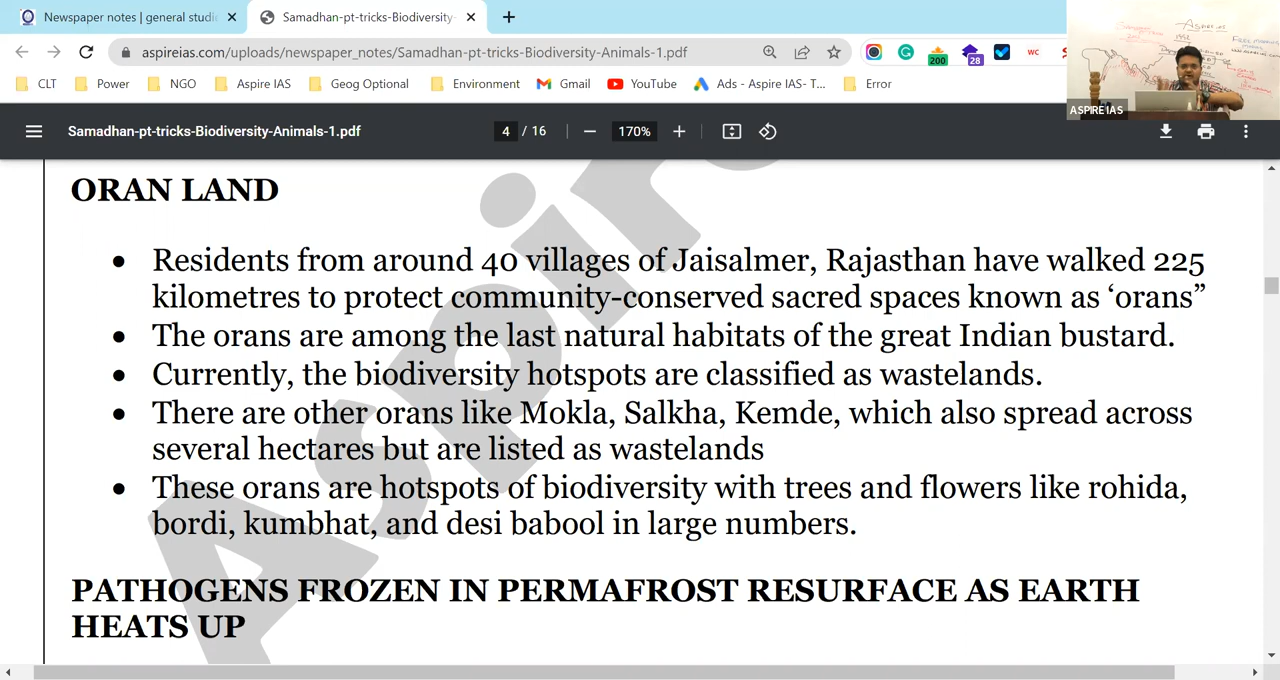 Newspaper notes | general studi
Samadhan-pt-tricks-Biodiversity-
aspireias.com/uploads/newspaper_notes/Samadhan-pt-tricks-Biodiversity-Animals-1.pdf
200
28
WC
CLT
Power
NGO
Aspire IAS
Geog Optional
Environment
Gmail
YouTube
Ads - Aspire IAS- T...
Error
ASPIRE IAS
Samadhan-pt-tricks-Biodiversity-Animals-1.pdf
4 / 16
170%
ORAN LAND
• Residents from around 40 villages of Jaisalmer, Rajasthan have walked 225
kilometres to protect community-conserved sacred spaces known as ‘orans”
• The orans are among the last natural habitats of the great Indian bustard.
• Currently, the biodiversity hotspots are classified as wastelands.
• There are other orans like Mokla, Salkha, Kemde, which also spread across
several hectares but are listed as wastelands
• These orans are hotspots of biodiversity with trees and flowers like rohida,
bordi, kumbhat, and desi babool in large numbers.
PATHOGENS FROZEN IN PERMAFROST RESURFACE AS EARTH
HEATS UP